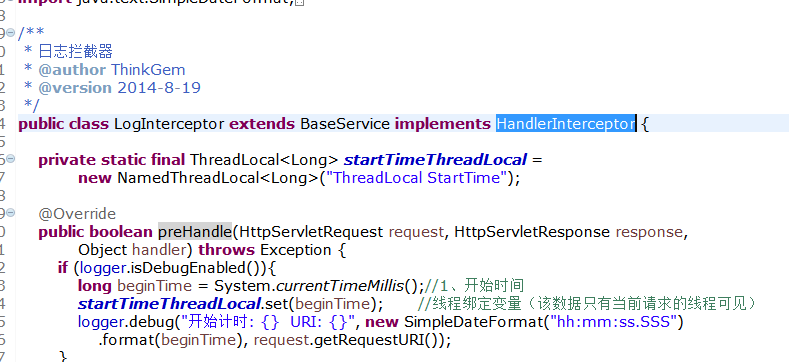 import java.text.SimpleDateFormat;
/**
* 日志拦截器
* @author ThinkGem
* @version 2014-8-19
*/
public class LogInterceptor extends BaseService implements HandlerInterceptor {
private static final ThreadLocal<Long> startTimeThreadLocal =
new NamedThreadLocal<Long>("ThreadLocal StartTime");
@Override
public boolean preHandle(HttpServletRequest request, HttpServletResponse response,
Object handler) throws Exception {
if (logger.isDebugEnabled()){
long beginTime = System.currentTimeMillis();//1、开始时间
startTimeThreadLocal.set(beginTime); //线程绑定变量（该数据只有当前请求的线程可见）
logger.debug("开始计时: {} URI: {}", new SimpleDateFormat("hh:mm:ss.SSS")
.format(beginTime), request.getRequestURI());
}